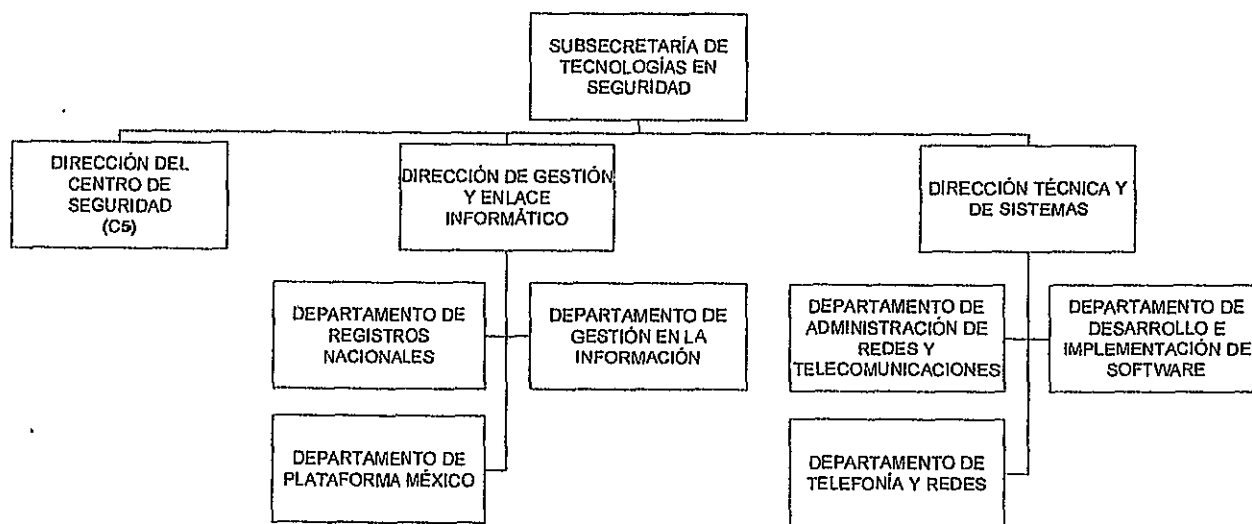 SUBSECRETARÍA DE
TECNOLOGÍAS EN
SEGURIDAD
DIRECCIÓN DEL
CENTRO DE
SEGURIDAD
(C5)
DIRECCIÓN DE GESTIÓN
Y ENLACE
INFORMÁTICO
DIRECCIÓN TÉCNICA Y
DE SISTEMAS
DEPARTAMENTO DE
REGISTROS
NACIONALES
DEPARTAMENTO DE
GESTIÓN EN LA
INFORMACIÓN
DEPARTAMENTO DE
ADMINISTRACIÓN DE
REDES Y
TELECOMUNICACIONES
DEPARTAMENTO DE
DESARROLLO E
IMPLEMENTACIÓN DE
SOFTWARE
DEPARTAMENTO DE
PLATAFORMA MÉXICO
DEPARTAMENTO DE
TELEFONÍA Y REDES